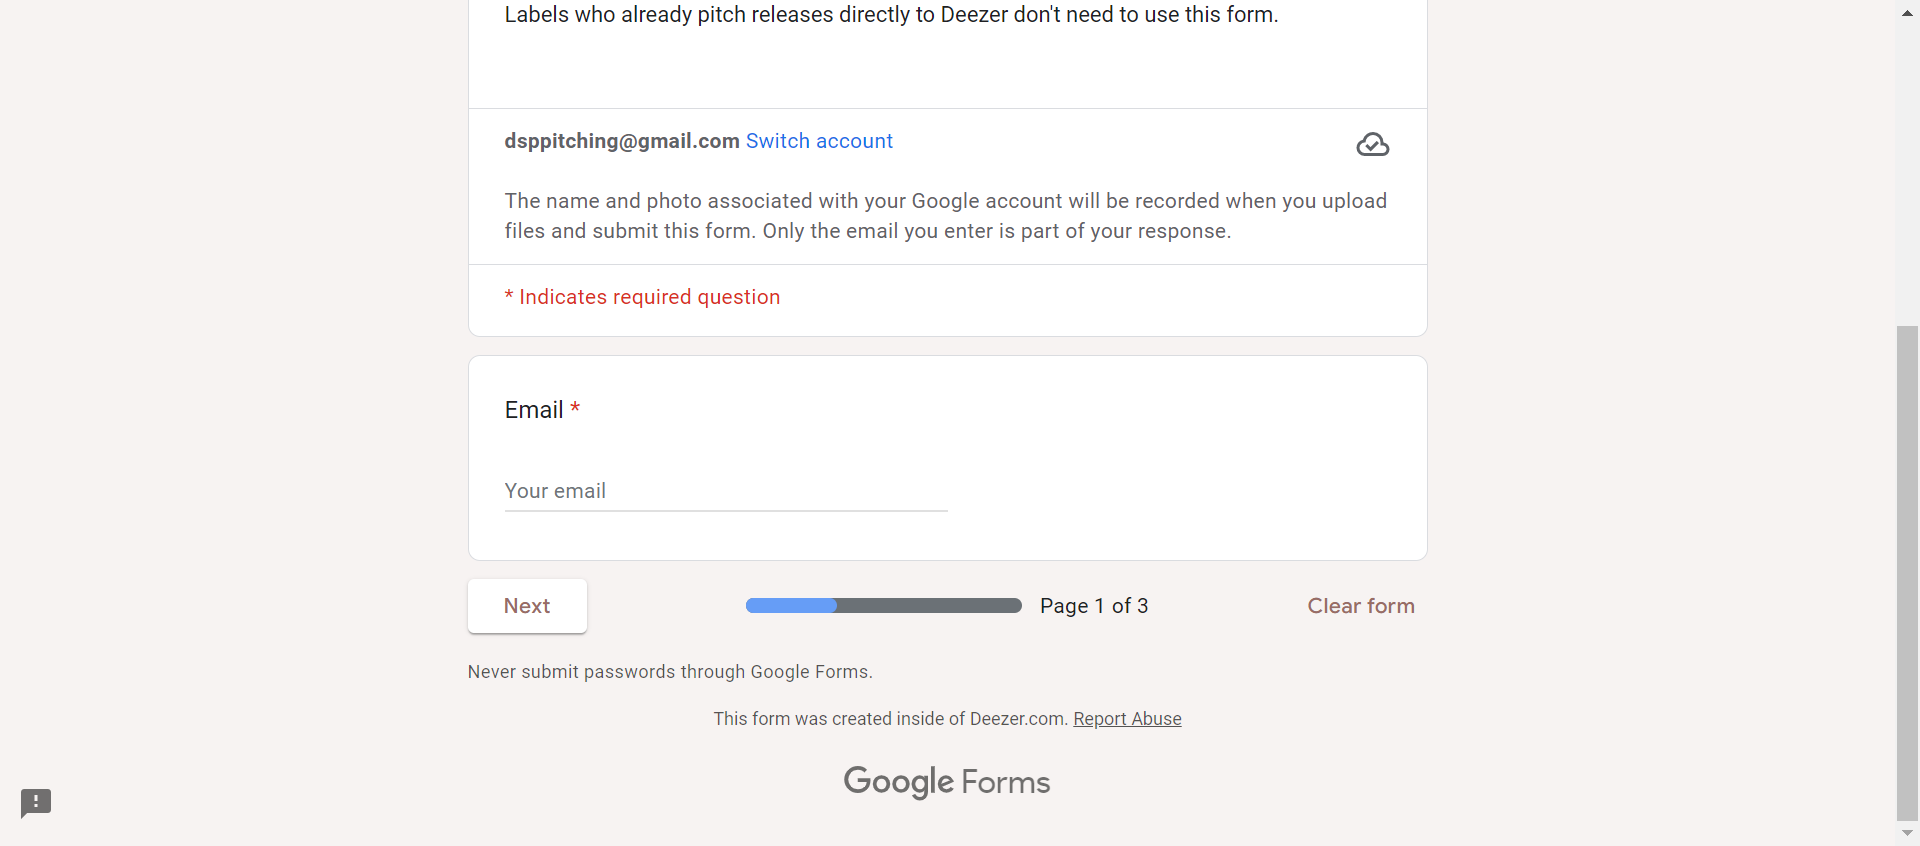 Labels who already pitch releases directly to Deezer don't need to use this form.
dsppitching@gmail.com Switch account
The name and photo associated with your Google account will be recorded when you upload
files and submit this form. Only the email you enter is part of your response.
* Indicates required question
Email *
Your email
Next
Page 1 of 3
Clear form
Never submit passwords through Google Forms.
This form was created inside of Deezer.com. Report Abuse
Google Forms